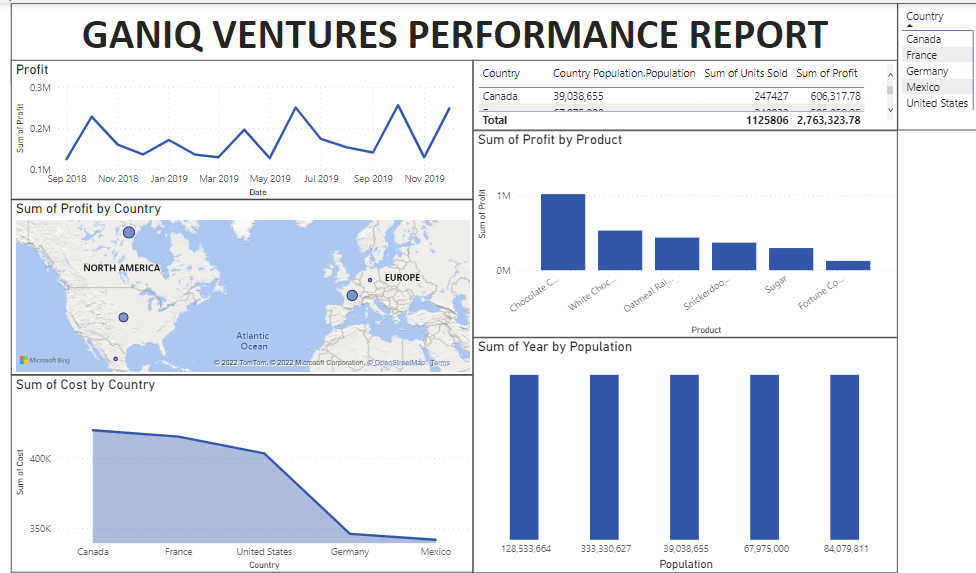 GANIQ VENTURES PERFORMANCE REPORT
Country
Canada
France
Germany
Mexico
United States
Profit
0.3M
0.2M
0.1M
Sum of Profit
Sep 2018 Nov 2018 Jan 2019 Mar 2019 May 2019 Jul 2019 Sep 2019 Nov 2019
Date
Country Country Population.Population Sum of Units Sold Sum of Profit
Canada 39,038,655 247427 606,317.78
Total 1125806 2,763,323.78
Sum of Profit by Product
Sum of Profit
1M
0M
Chocolate C... White Choc... Oatmeal Rai... Snickerdoo... Sugar Fortune Co...
Product
Sum of Profit by Country
NORTH AMERICA
EUROPE
Atlantic
Ocean
Microsoft Bing
© 2022 TomTom, © 2022 Microsoft Corporation, © OpenStreetMap Terms
Sum of Cost by Country
Sum of Cost
400K
350K
Canada France United States Germany Mexico
Country
Sum of Year by Population
128,533,664 333,330,627 39,038,655 67,975,000 84,079,811
Population